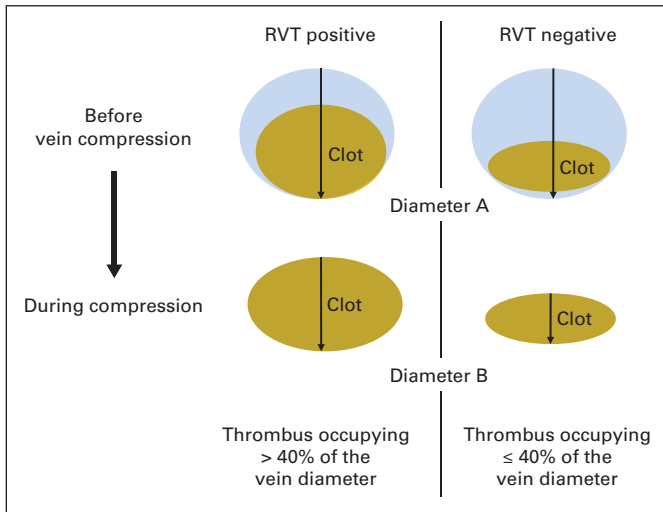 RVT positive
RVT negative
Before
vein compression
Clot
Clot
Diameter A
During compression
Clot
Clot
Diameter B
Thrombus occupying
> 40% of the
vein diameter
Thrombus occupying
≤ 40% of the
vein diameter